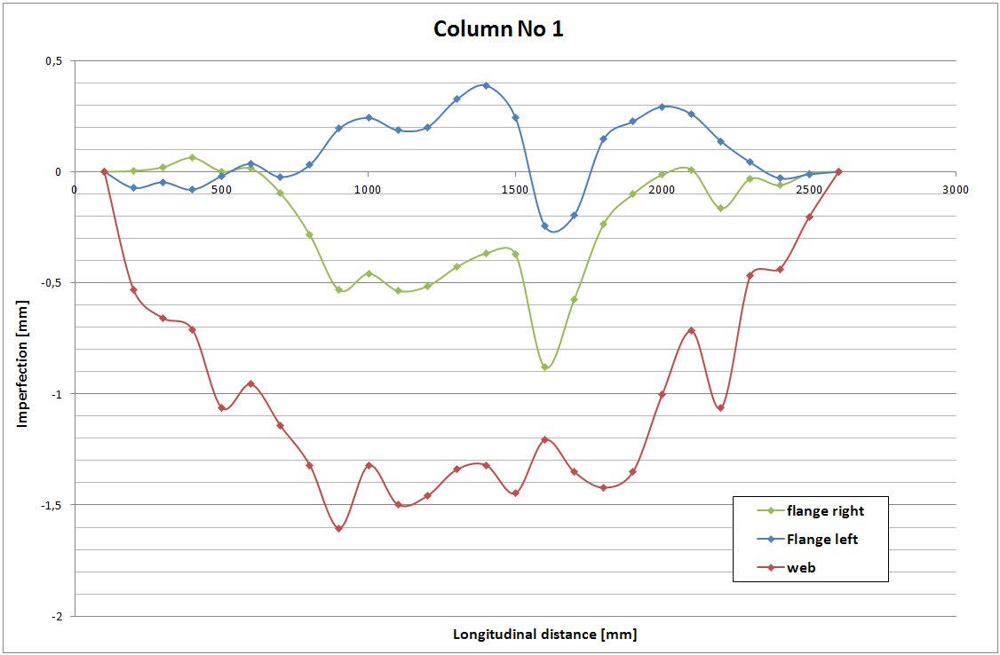 Column No 1
0,5
0
0 500 1000 1500 2000 2500 3000
-0,5
-1
-1,5
-2
Imperfection [mm]
Longitudinal distance [mm]
flange right
Flange left
web